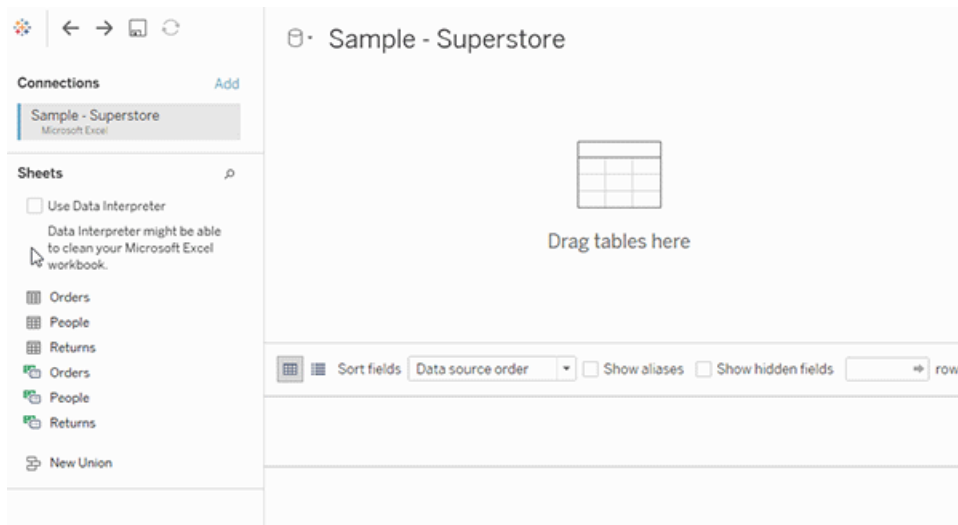 Sample - Superstore
Connections
Add
Sample - Superstore
Microsoft Excel
Sheets
Use Data Interpreter
Data Interpreter might be able
to clean your Microsoft Excel
workbook.
Orders
People
Returns
Orders
People
Returns
New Union
Drag tables here
Sort fields
Data source order
Show aliases
Show hidden fields
row